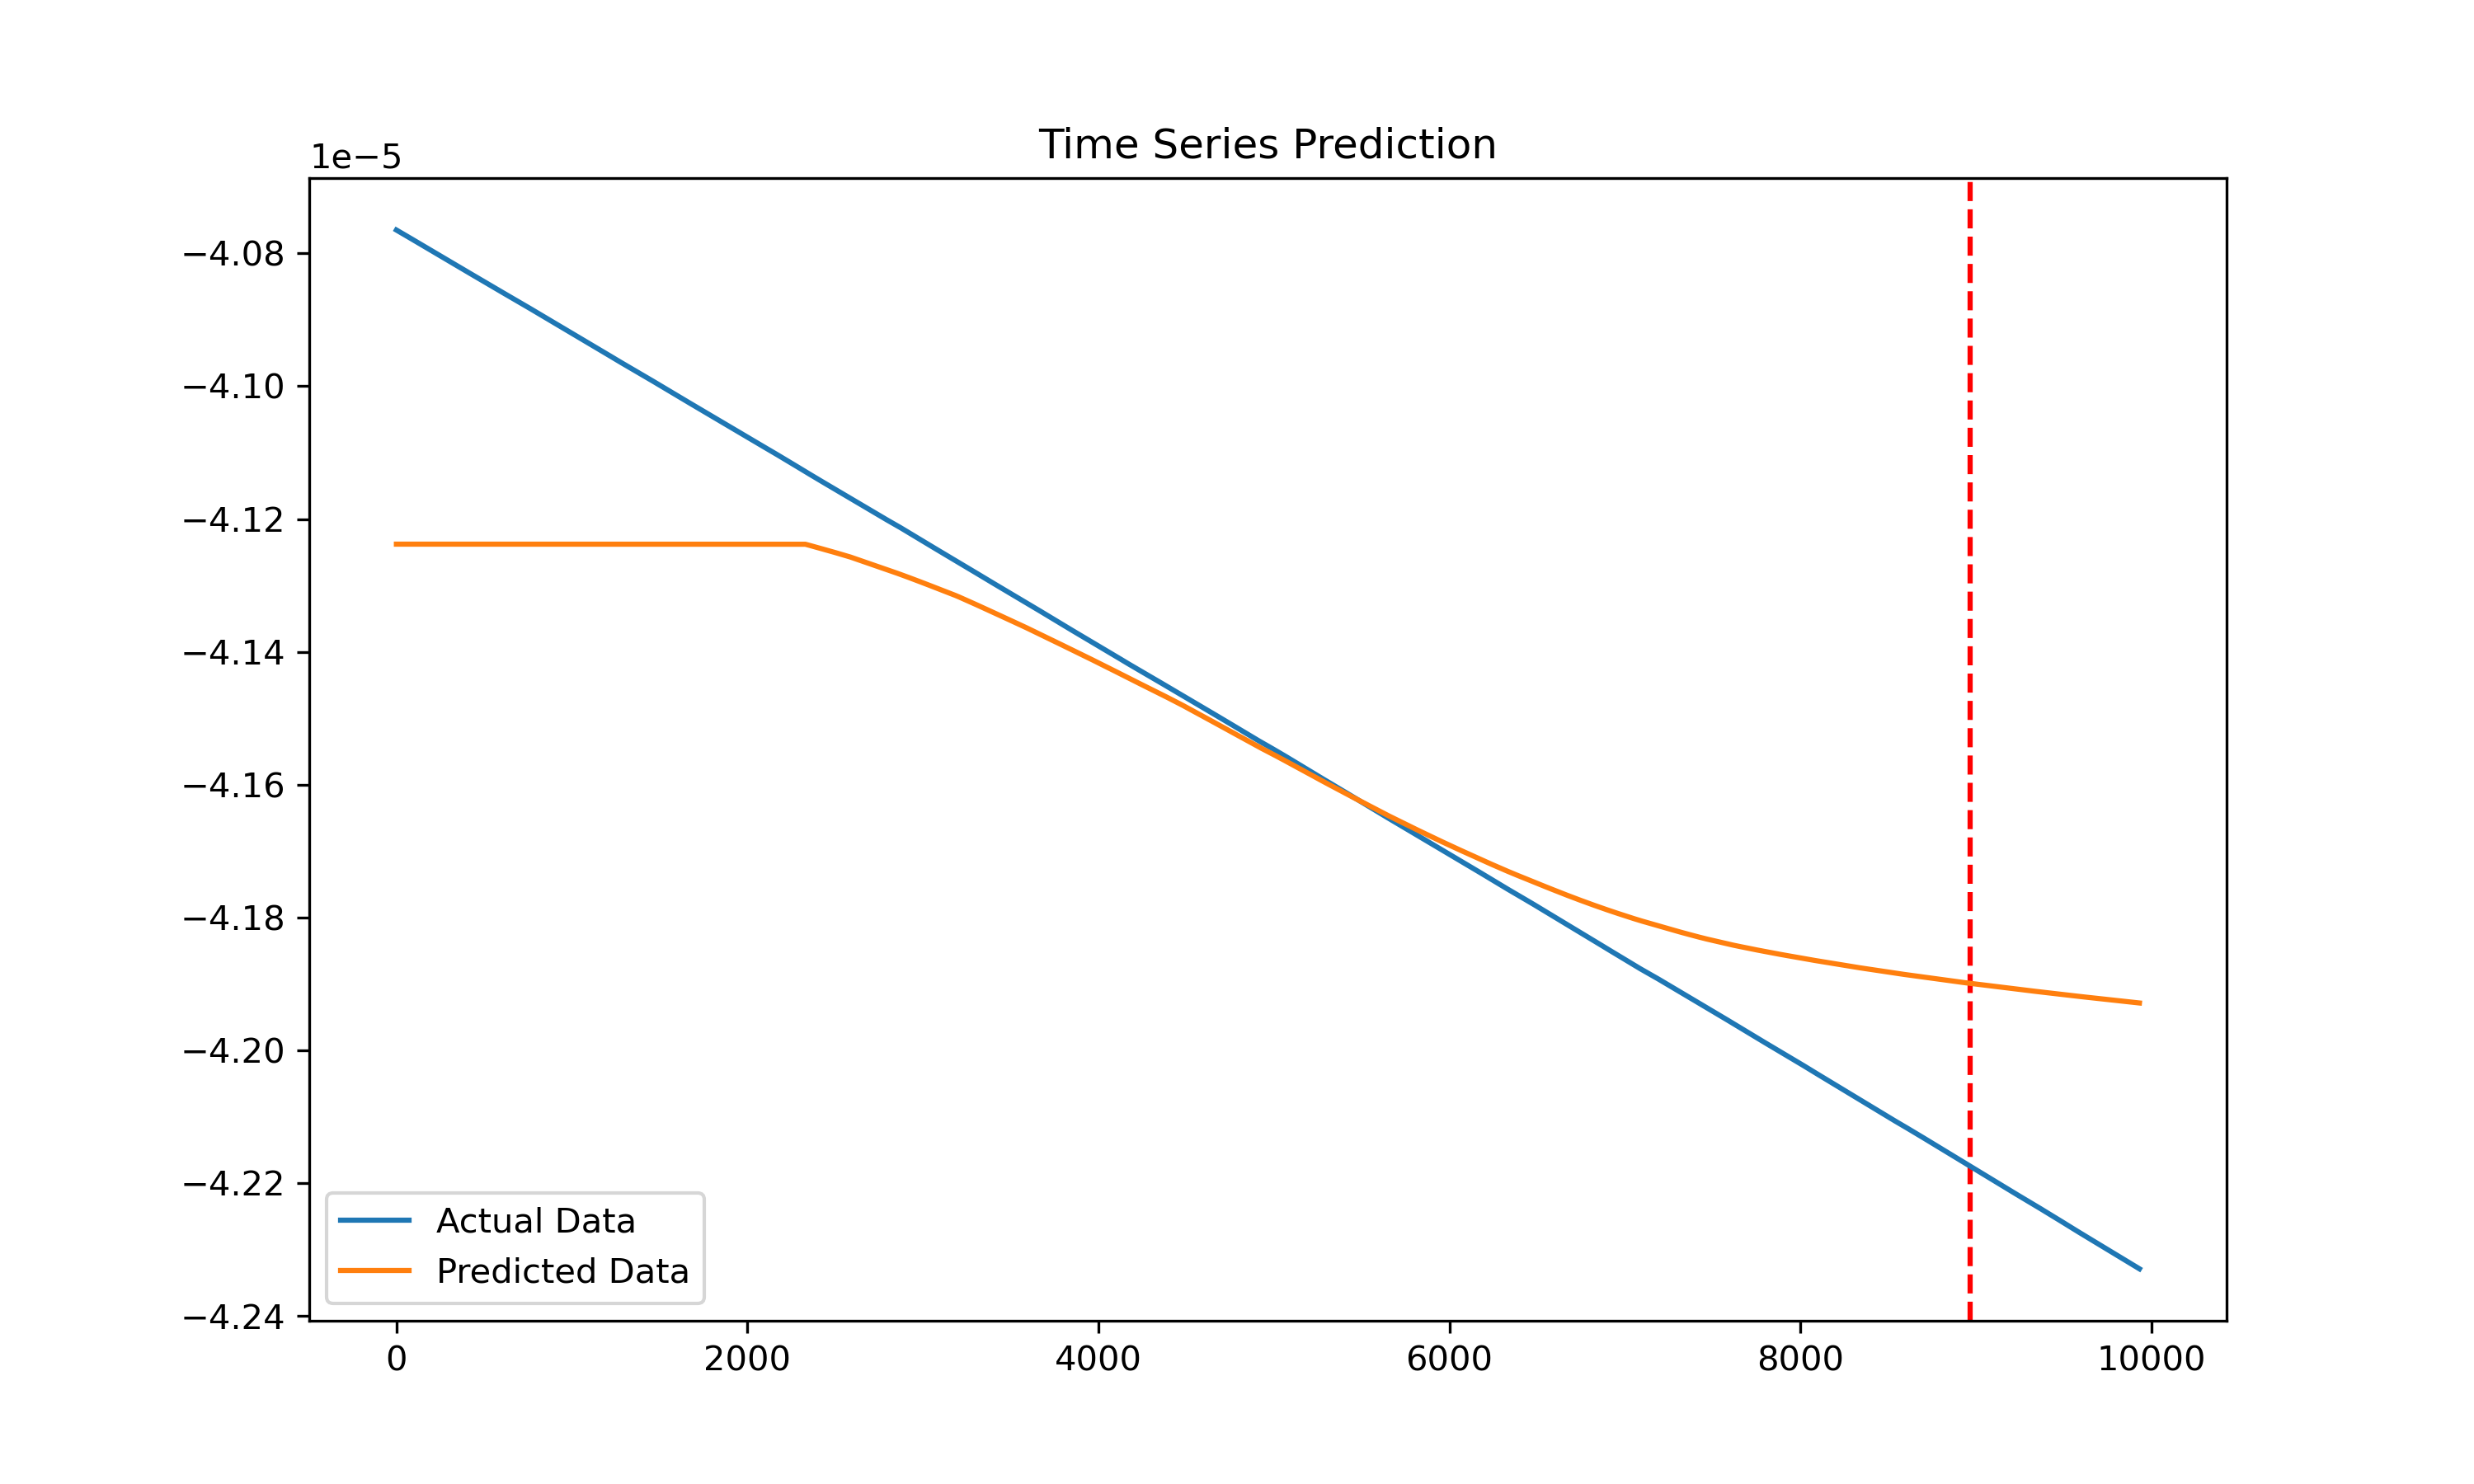 Time Series Prediction
1e−5
−4.08
−4.10
−4.12
−4.14
−4.16
−4.18
−4.20
−4.22
−4.24
Actual Data
Predicted Data
0 2000 4000 6000 8000 10000